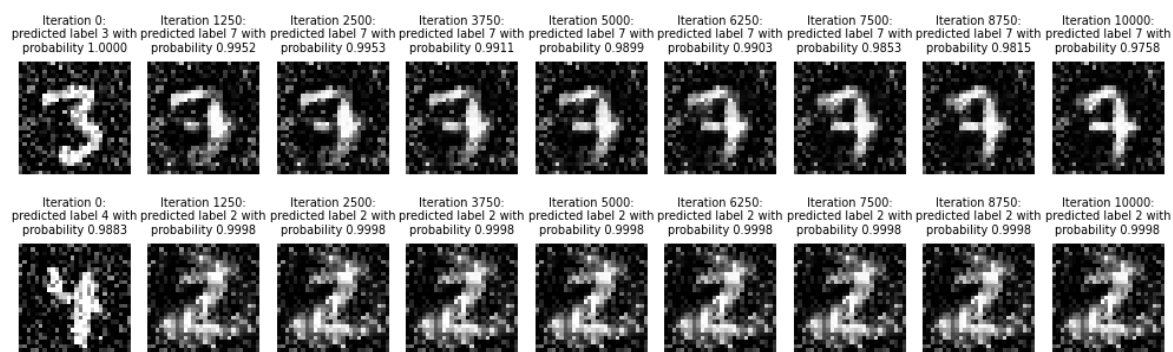 Iteration 0:
predicted label 3 with
probability 1.0000
Iteration 1250:
predicted label 7 with
probability 0.9952
Iteration 2500:
predicted label 7 with
probability 0.9953
Iteration 3750:
predicted label 7 with
probability 0.9911
Iteration 5000:
predicted label 7 with
probability 0.9899
Iteration 6250:
predicted label 7 with
probability 0.9903
Iteration 7500:
predicted label 7 with
probability 0.9853
Iteration 8750:
predicted label 7 with
probability 0.9815
Iteration 10000:
predicted label 7 with
probability 0.9758
Iteration 0:
predicted label 4 with
probability 0.9883
Iteration 1250:
predicted label 2 with
probability 0.9998
Iteration 2500:
predicted label 2 with
probability 0.9998
Iteration 3750:
predicted label 2 with
probability 0.9998
Iteration 5000:
predicted label 2 with
probability 0.9998
Iteration 6250:
predicted label 2 with
probability 0.9998
Iteration 7500:
predicted label 2 with
probability 0.9998
Iteration 8750:
predicted label 2 with
probability 0.9998
Iteration 10000:
predicted label 2 with
probability 0.9998